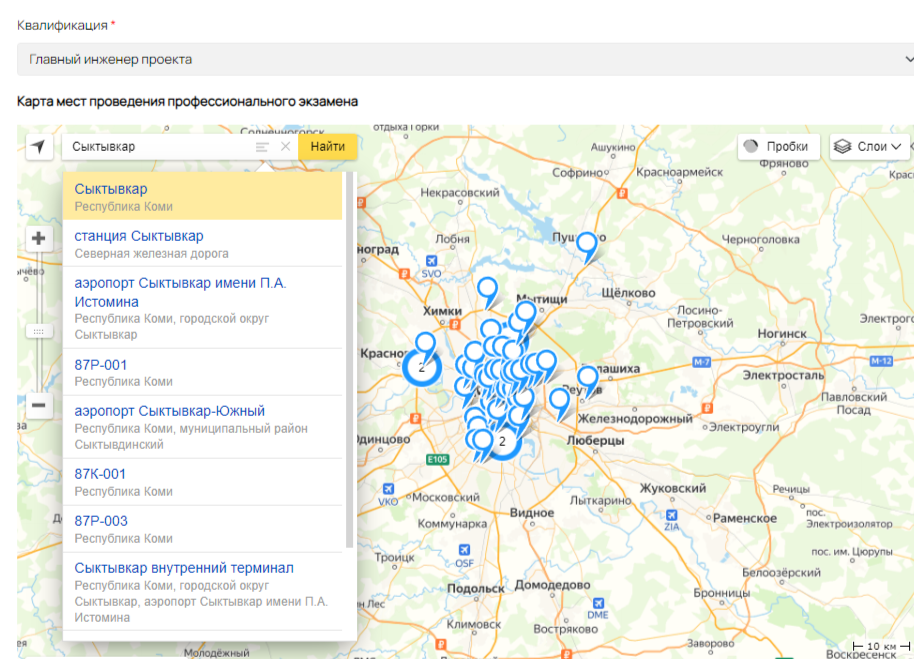 Квалификация *
Главный инженер проекта
Карта мест проведения профессионального экзамена
Сыктывкар
Найти
Пробки
Слои
Сыктывкар
Республика Коми
станция Сыктывкар
Северная железная дорога
аэропорт Сыктывкар имени П.А.
Истомина
Республика Коми, городской округ
Сыктывкар
87Р-001
Республика Коми
аэропорт Сыктывкар-Южный
Республика Коми, муниципальный район
Сыктывдинский
87К-001
Республика Коми
87Р-003
Республика Коми
Сыктывкар внутренний терминал
Республика Коми, городской округ
Сыктывкар, аэропорт Сыктывкар имени П.А.
Истомина
Солнечногорск
отдыха Горки
Ашукино
Софрино
Красноармейск
Фряново
Некрасовский
Лобня
Черноголовка
SVO
Химки
Мытищи
Щёлково
Лосино-
Петровский
Ногинск
M-7
M-12
Электросталь
Павловский
Посад
2
Железнодорожный
Электроугли
2
Люберцы
E105
VKO
Московский
Коммунарка
Видное
Лыткарино
Жуковский
ZIA
Раменское
Речицы
пос.
Электроизолятор
пос. им. Цюрупы
Троицк
OSF
Белоозёрский
Подольск
Домодедово
Бронницы
DME
Климовск
Востряково
Заворово
Молодёжный
Воскресенск
10 км